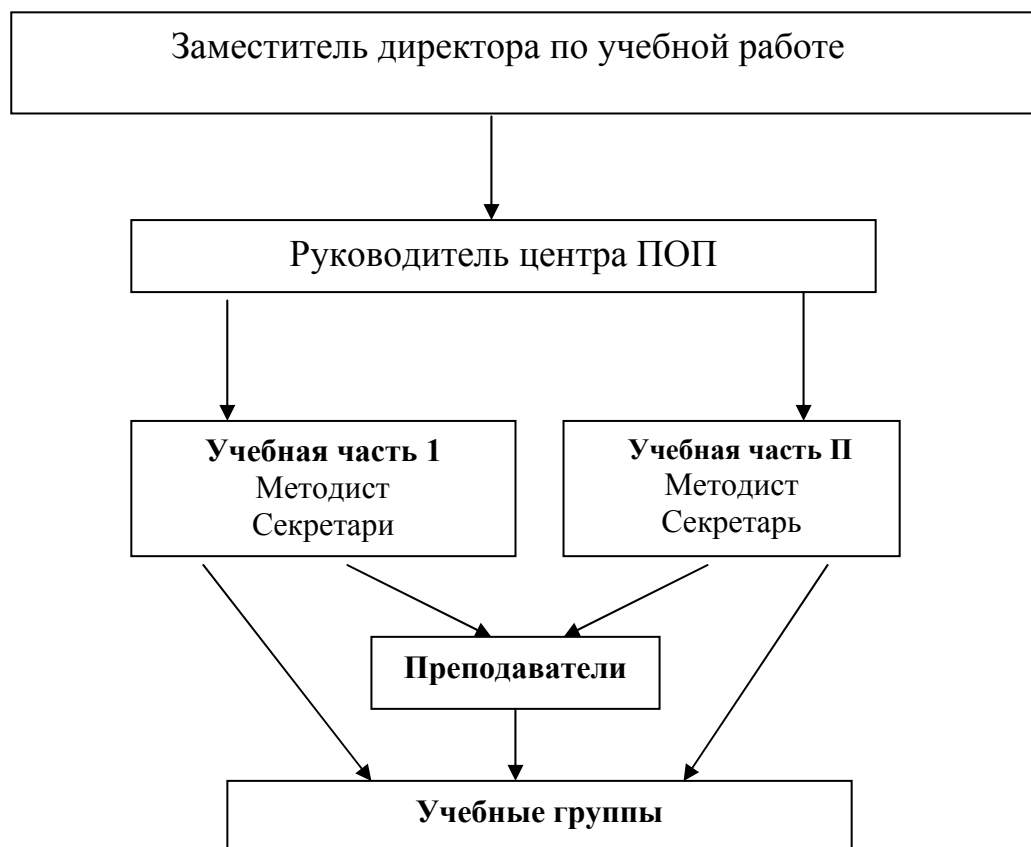 Заместитель директора по учебной работе
Руководитель центра ПОП
Учебная часть 1
Методист
Секретари
Учебная часть П
Методист
Секретарь
Преподаватели
Учебные группы